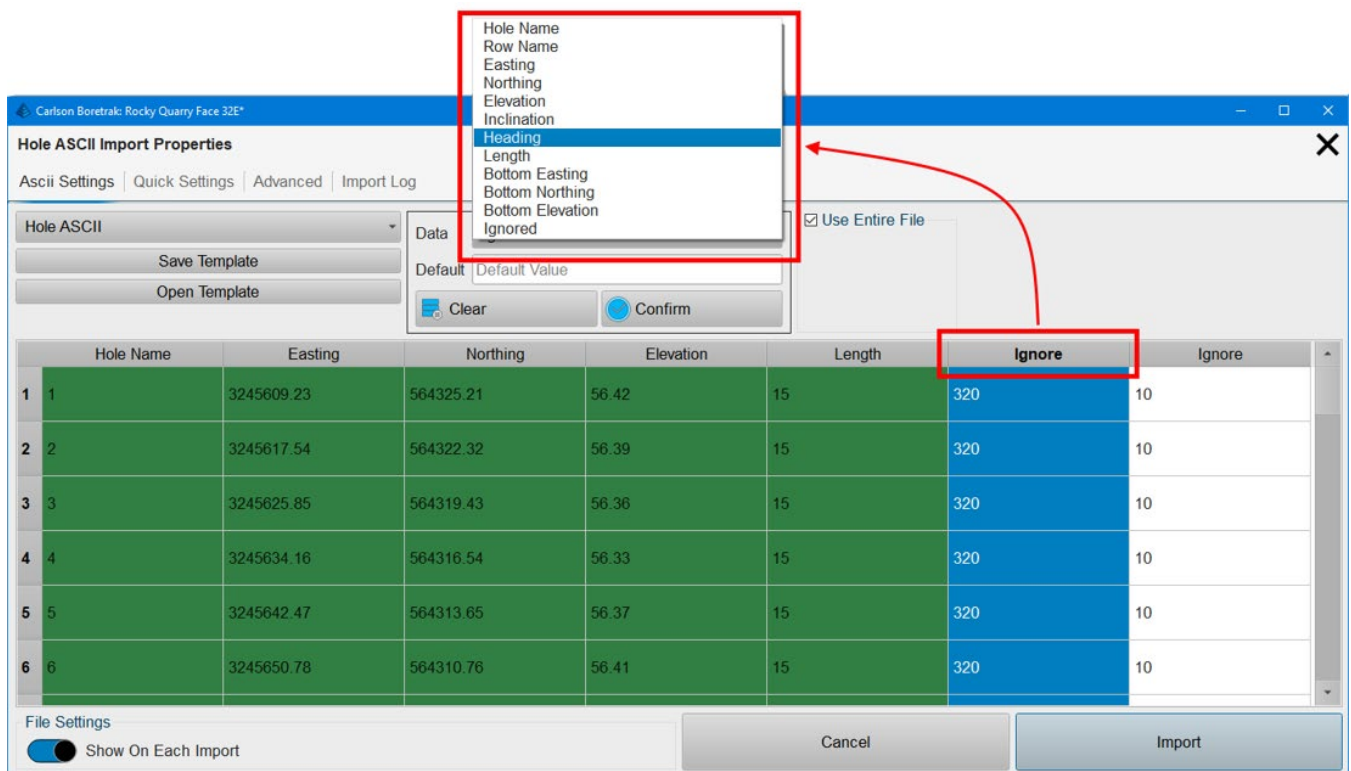 Hole Name
Row Name
Easting
Northing
Elevation
Inclination
Heading
Length
Bottom Easting
Bottom Northing
Bottom Elevation
Ignored
Carlson Boretrak: Rocky Quarry Face 32E*
Hole ASCII Import Properties
Ascii Settings Quick Settings Advanced Import Log
Hole ASCII
Save Template
Open Template
Data
Default Default Value
Clear Confirm
Use Entire File
Hole Name Easting Northing Elevation Length Ignore Ignore
1 1 3245609.23 564325.21 56.42 15 320 10
2 2 3245617.54 564322.32 56.39 15 320 10
3 3 3245625.85 564319.43 56.36 15 320 10
4 4 3245634.16 564316.54 56.33 15 320 10
5 5 3245642.47 564313.65 56.37 15 320 10
6 6 3245650.78 564310.76 56.41 15 320 10
File Settings
Show On Each Import
Cancel
Import